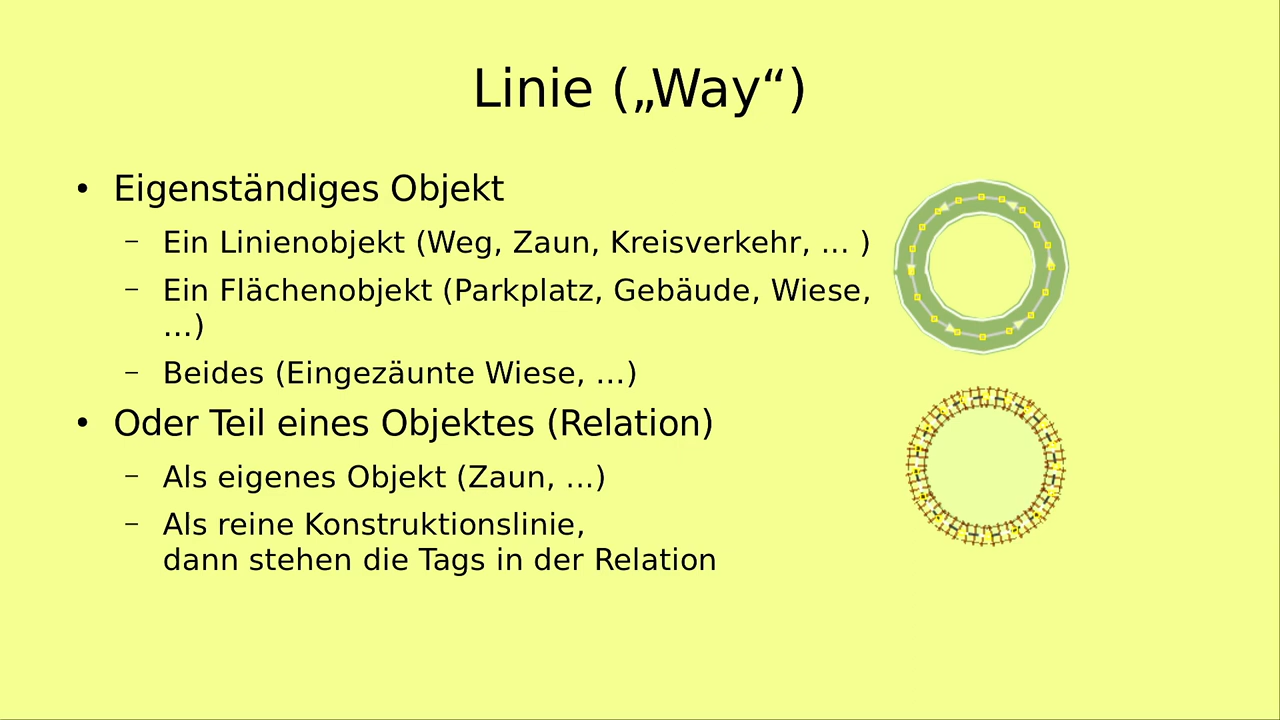 Linie („Way“)
• Eigenständiges Objekt
– Ein Linienobjekt (Weg, Zaun, Kreisverkehr, … )
– Ein Flächenobjekt (Parkplatz, Gebäude, Wiese,
…)
– Beides (Eingezäunte Wiese, …)
• Oder Teil eines Objektes (Relation)
– Als eigenes Objekt (Zaun, …)
– Als reine Konstruktionslinie,
dann stehen die Tags in der Relation